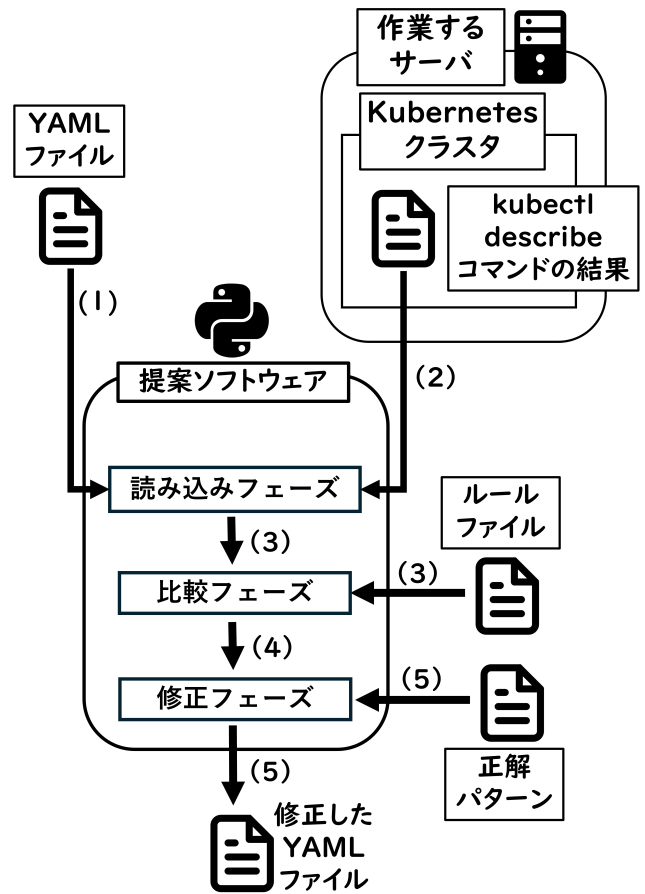 作業する
サーバ
Kubernetes
クラスタ
YAML
ファイル
kubectl
describe
コマンドの結果
(1)
(2)
提案ソフトウェア
読み込みフェーズ
ルール
ファイル
(3)
(3)
比較フェーズ
(4)
(5)
修正フェーズ
正解
パターン
(5)
修正した
YAML
ファイル